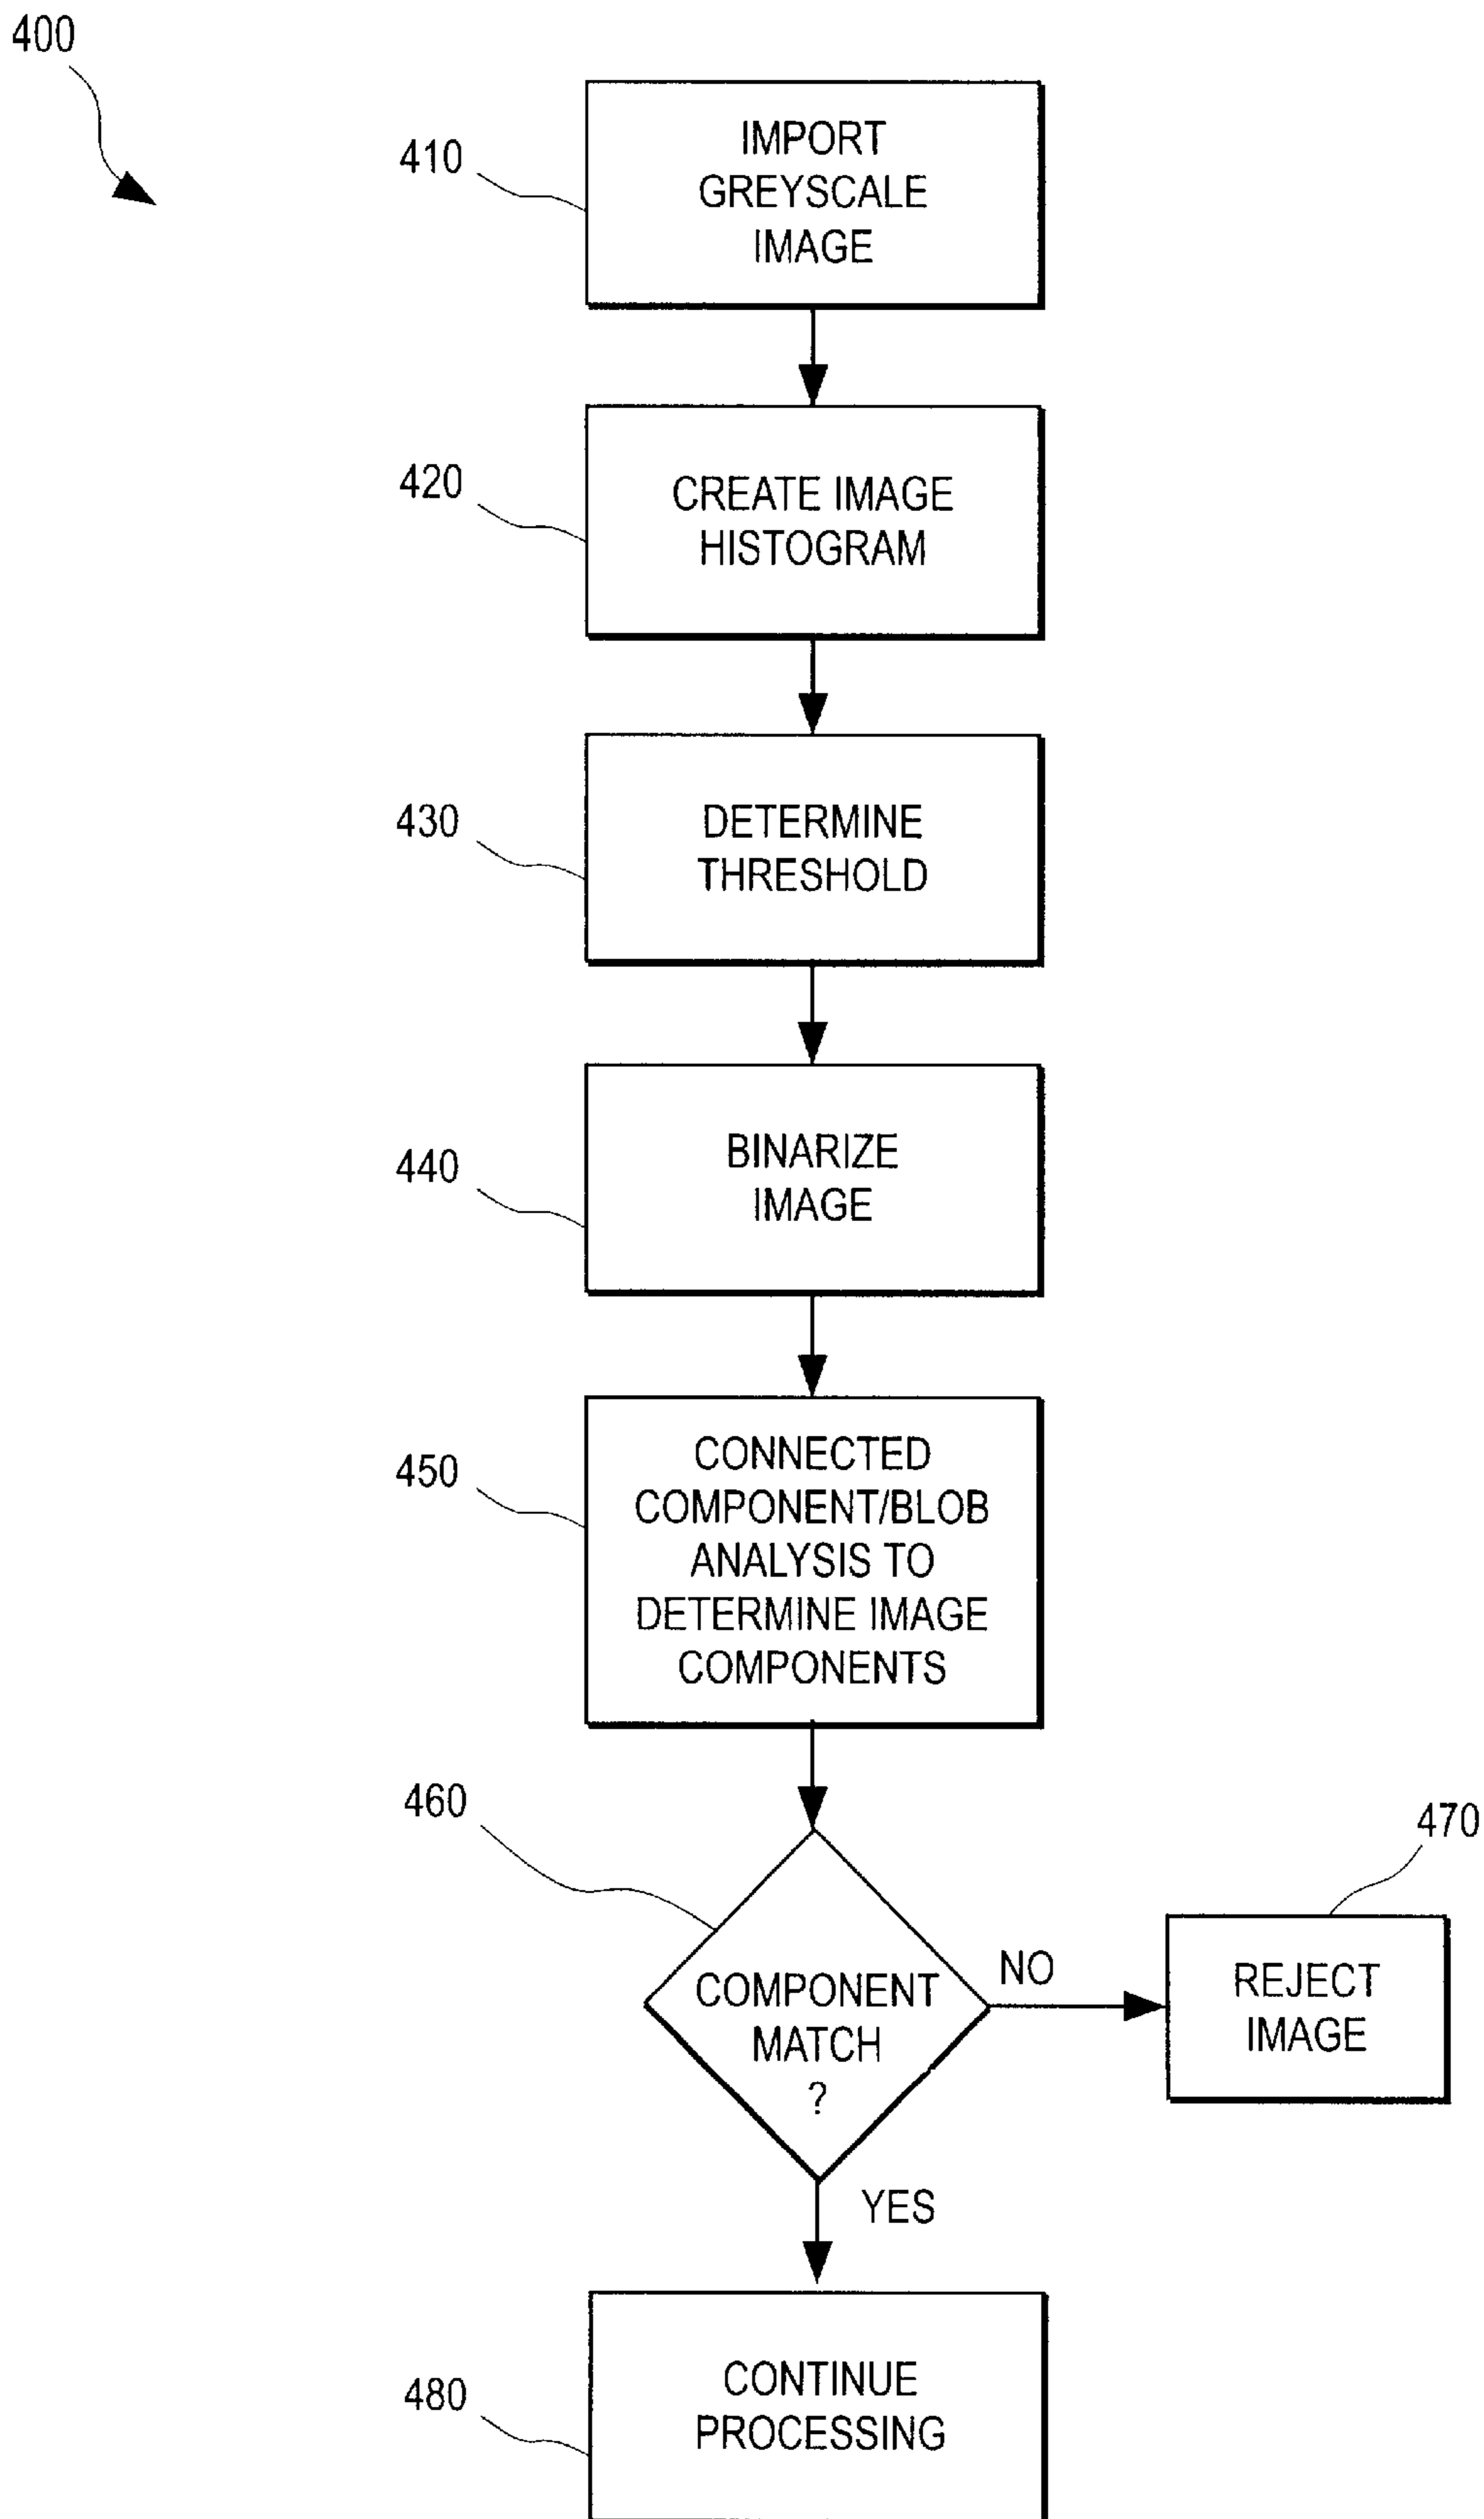 400
410
IMPORT
GREYSCALE
IMAGE
420
CREATE IMAGE
HISTOGRAM
430
DETERMINE
THRESHOLD
440
BINARIZE
IMAGE
450
CONNECTED
COMPONENT/BLOB
ANALYSIS TO
DETERMINE IMAGE
COMPONENTS
460
COMPONENT
MATCH
?
NO
470
REJECT
IMAGE
YES
480
CONTINUE
PROCESSING